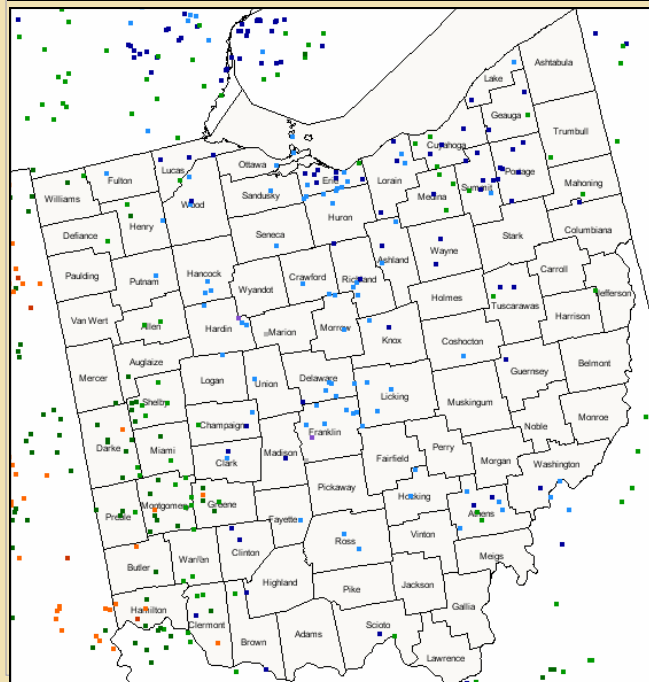 Ashtabula
Lake
Geauga
Trumbull
Cuyahoga
Ottawa
Lucas
Fulton
Williams
Wood
Sandusky
Erie
Lorain
Medina
Summit
Portage
Mahoning
Huron
Defiance
Henry
Seneca
Stark
Columbiana
Paulding
Putnam
Hancock
Wyandot
Crawford
Richland
Ashland
Wayne
Carroll
Jefferson
Van Wert
Allen
Hardin
Marion
Morrow
Holmes
Tuscarawas
Harrison
Knox
Coshocton
Mercer
Auglaize
Logan
Union
Delaware
Licking
Muskingum
Guernsey
Belmont
Shelby
Champaign
Franklin
Noble
Monroe
Darke
Miami
Clark
Madison
Fairfield
Perry
Morgan
Washington
Preble
Montgomery
Greene
Pickaway
Hocking
Athens
Fayette
Butler
Warran
Clinton
Ross
Vinton
Meigs
Highland
Pike
Jackson
Gallia
Hamilton
Clermont
Brown
Adams
Scioto
Lawrence